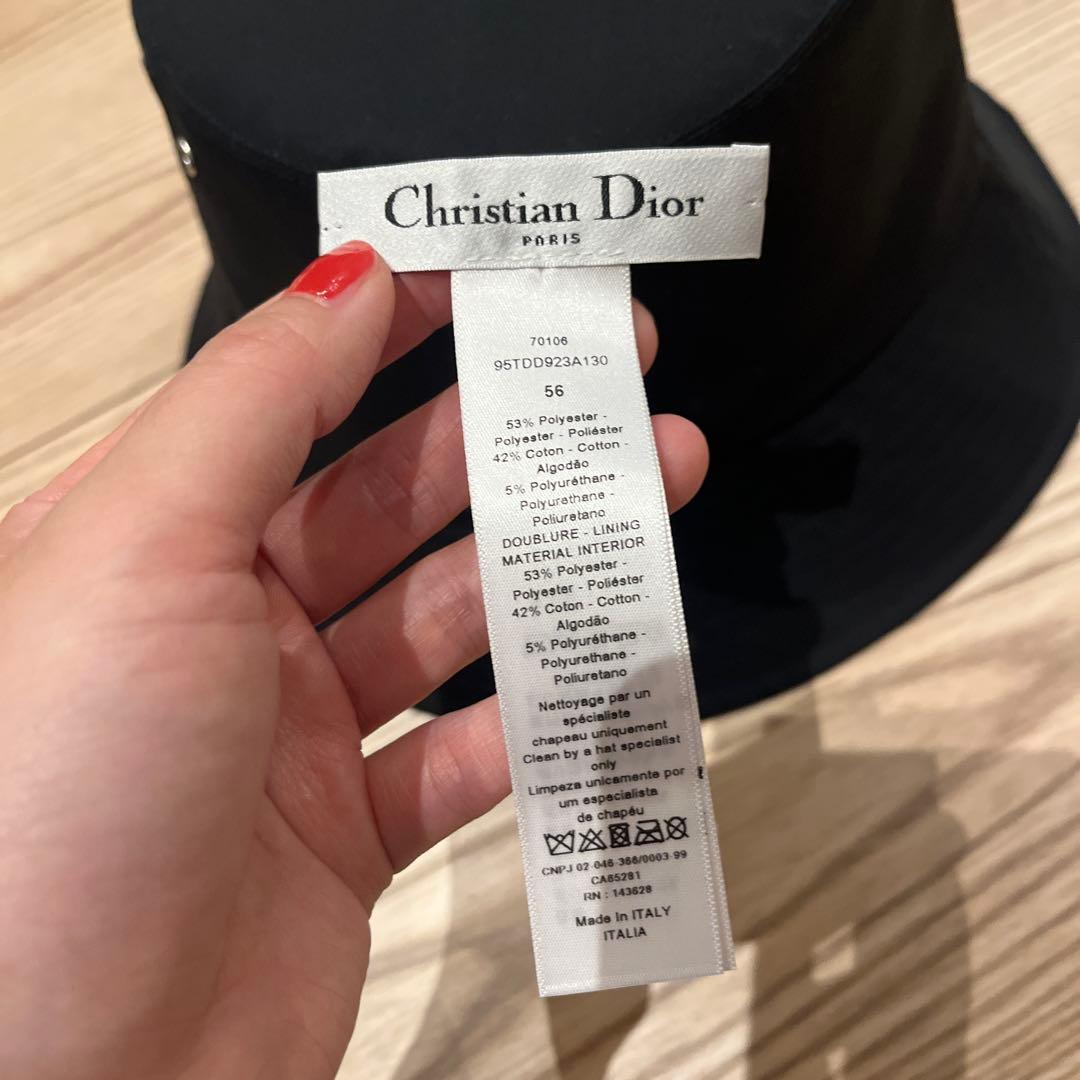 Christian Dior
PARIS
70106
95TDD923A130
56
53% Polyester -
Polyester - Poliéster
42% Coton - Cotton -
Algodão
5% Polyuréthane -
Polyurethane -
Poliuretano
DOUBLURE - LINING
MATERIAL INTERIOR
53% Polyester -
Polyester - Poliéster
42% Coton - Cotton -
Algodão
5% Polyuréthane -
Polyurethane -
Poliuretano
Nettoyage par un
spécialiste
chapeau uniquement
Clean by a hat specialist
only
Limpeza unicamente por
um especialista
de chapéu
CNPJ 02-046-366/0003-99
CA65281
RN : 143628
Made In ITALY
ITALIA